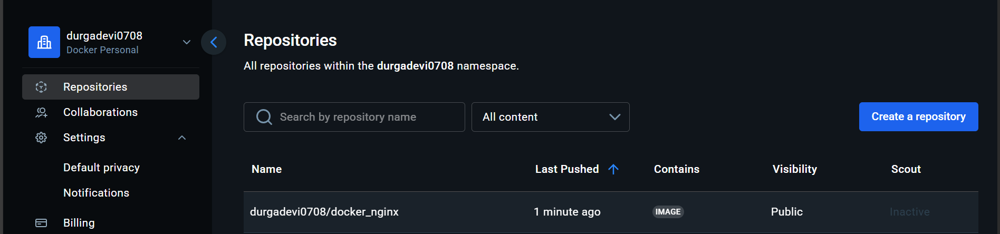 durgadevi0708
Docker Personal
Repositories
Collaborations
Settings
Default privacy
Notifications
Billing
Repositories
All repositories within the durgadevi0708 namespace.
Search by repository name
All content
Create a repository
Name Last Pushed Contains Visibility Scout
durgadevi0708/docker_nginx 1 minute ago IMAGE Public Inactive